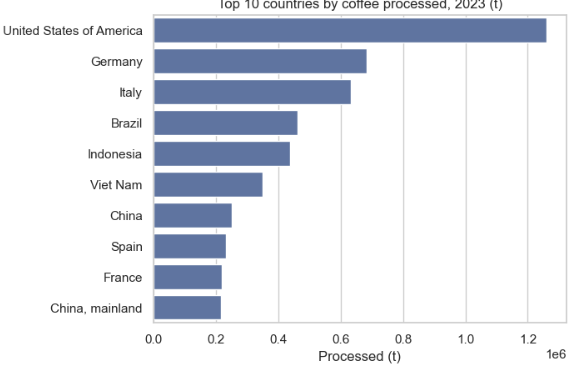 Top 10 countries by coffee processed, 2023 (t)
United States of America
Germany
Italy
Brazil
Indonesia
Viet Nam
China
Spain
France
China, mainland
0.0 0.2 0.4 0.6 0.8 1.0 1.2
1e6
Processed (t)